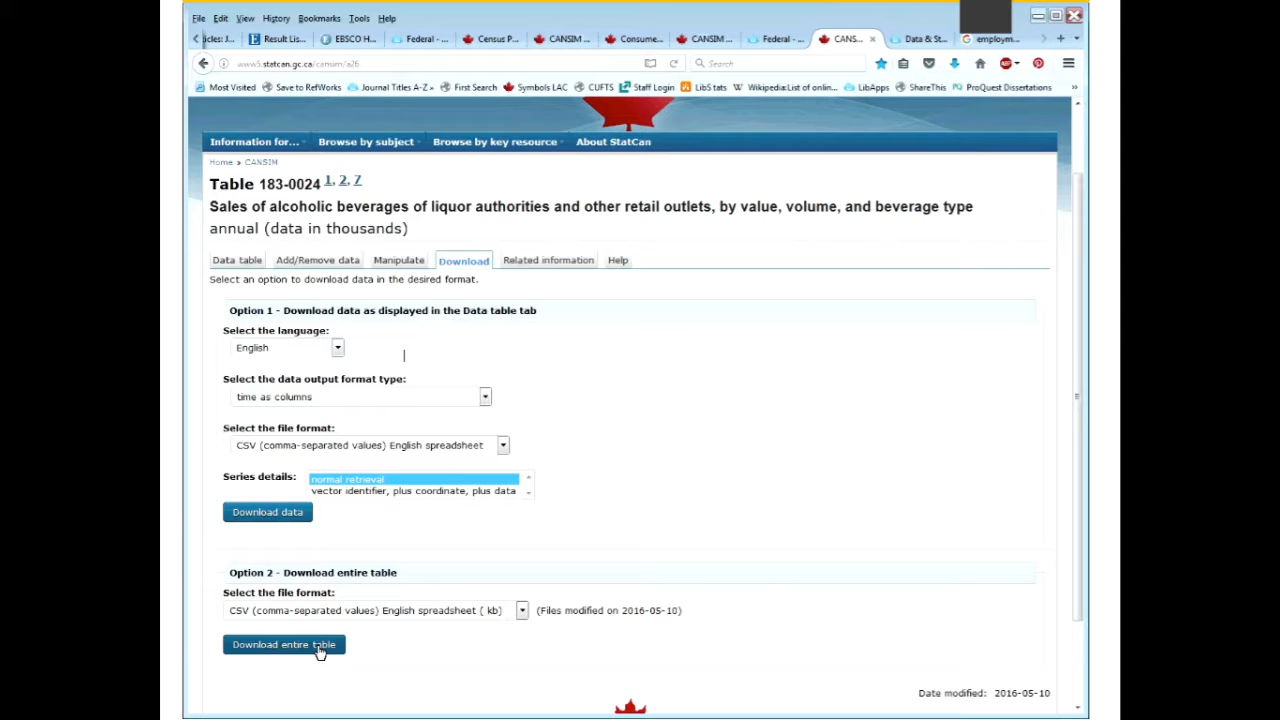 File Edit View History Bookmarks Tools Help
ticles: J... Result Lis... EBSCO H... Federal - ... Census P... CANSIM ... Consume... CANSIM ... Federal - ... CANS... × Data & St... employm...
www5.statcan.gc.ca/cansim/a26 Search
Most Visited Save to RefWorks Journal Titles A-Z » First Search Symbols LAC CUFTS Staff Login LibStats Wikipedia:List of onlin... LibApps ShareThis ProQuest Dissertations »
Information for... Browse by subject Browse by key resource About StatCan
Home > CANSIM
Table 183-0024 1, 2, 7
Sales of alcoholic beverages of liquor authorities and other retail outlets, by value, volume, and beverage type
annual (data in thousands)
Data table Add/Remove data Manipulate Download Related information Help
Select an option to download data in the desired format.
Option 1 - Download data as displayed in the Data table tab
Select the language:
English
Select the data output format type:
time as columns
Select the file format:
CSV (comma-separated values) English spreadsheet
Series details: normal retrieval
vector identifier, plus coordinate, plus data
Download data
Option 2 - Download entire table
Select the file format:
CSV (comma-separated values) English spreadsheet ( kb) (Files modified on 2016-05-10)
Download entire table
Date modified: 2016-05-10